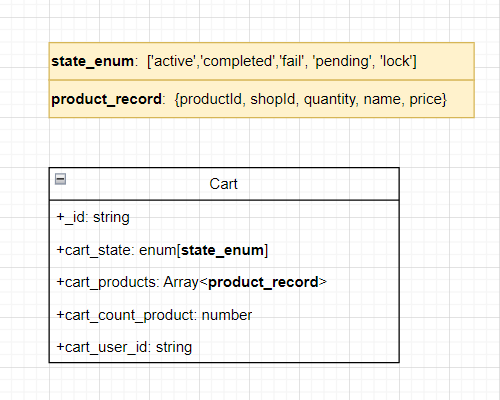 state_enum: ['active','completed','fail', 'pending', 'lock']
product_record: {productId, shopId, quantity, name, price}
Cart
+_id: string
+cart_state: enum[state_enum]
+cart_products: Array<product_record>
+cart_count_product: number
+cart_user_id: string